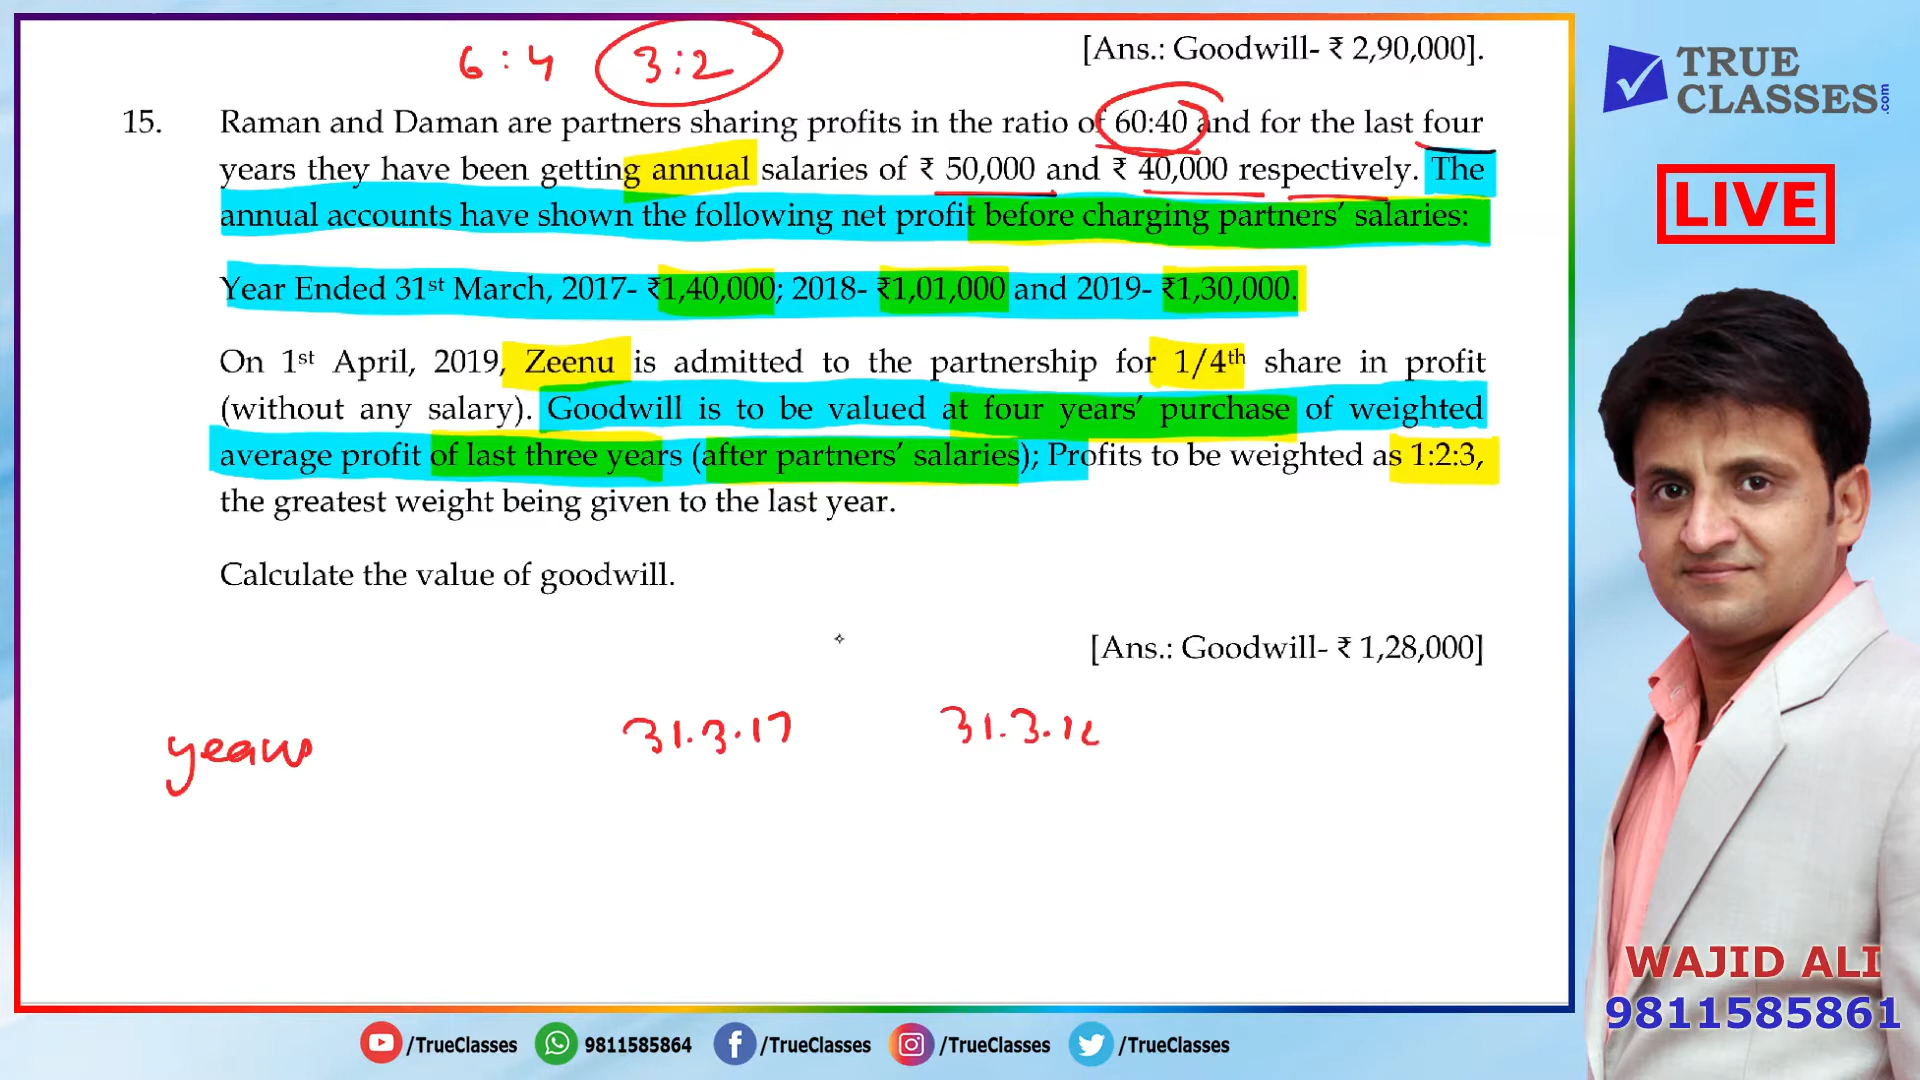 6 : 4 3:2
[Ans.: Goodwill- ₹ 2,90,000].
15. Raman and Daman are partners sharing profits in the ratio of 60:40 and for the last four
years they have been getting annual salaries of ₹ 50,000 and ₹ 40,000 respectively. The
annual accounts have shown the following net profit before charging partners’ salaries:
Year Ended 31st March, 2017- ₹1,40,000; 2018- ₹1,01,000 and 2019- ₹1,30,000.
On 1st April, 2019, Zeenu is admitted to the partnership for 1/4th share in profit
(without any salary). Goodwill is to be valued at four years’ purchase of weighted
average profit of last three years (after partners’ salaries); Profits to be weighted as 1:2:3,
the greatest weight being given to the last year.
Calculate the value of goodwill.
[Ans.: Goodwill- ₹ 1,28,000]
years 31.3.17
TRUE
CLASSES.com
LIVE
WAJID ALI
9811585861
/TrueClasses 9811585864 /TrueClasses /TrueClasses /TrueClasses